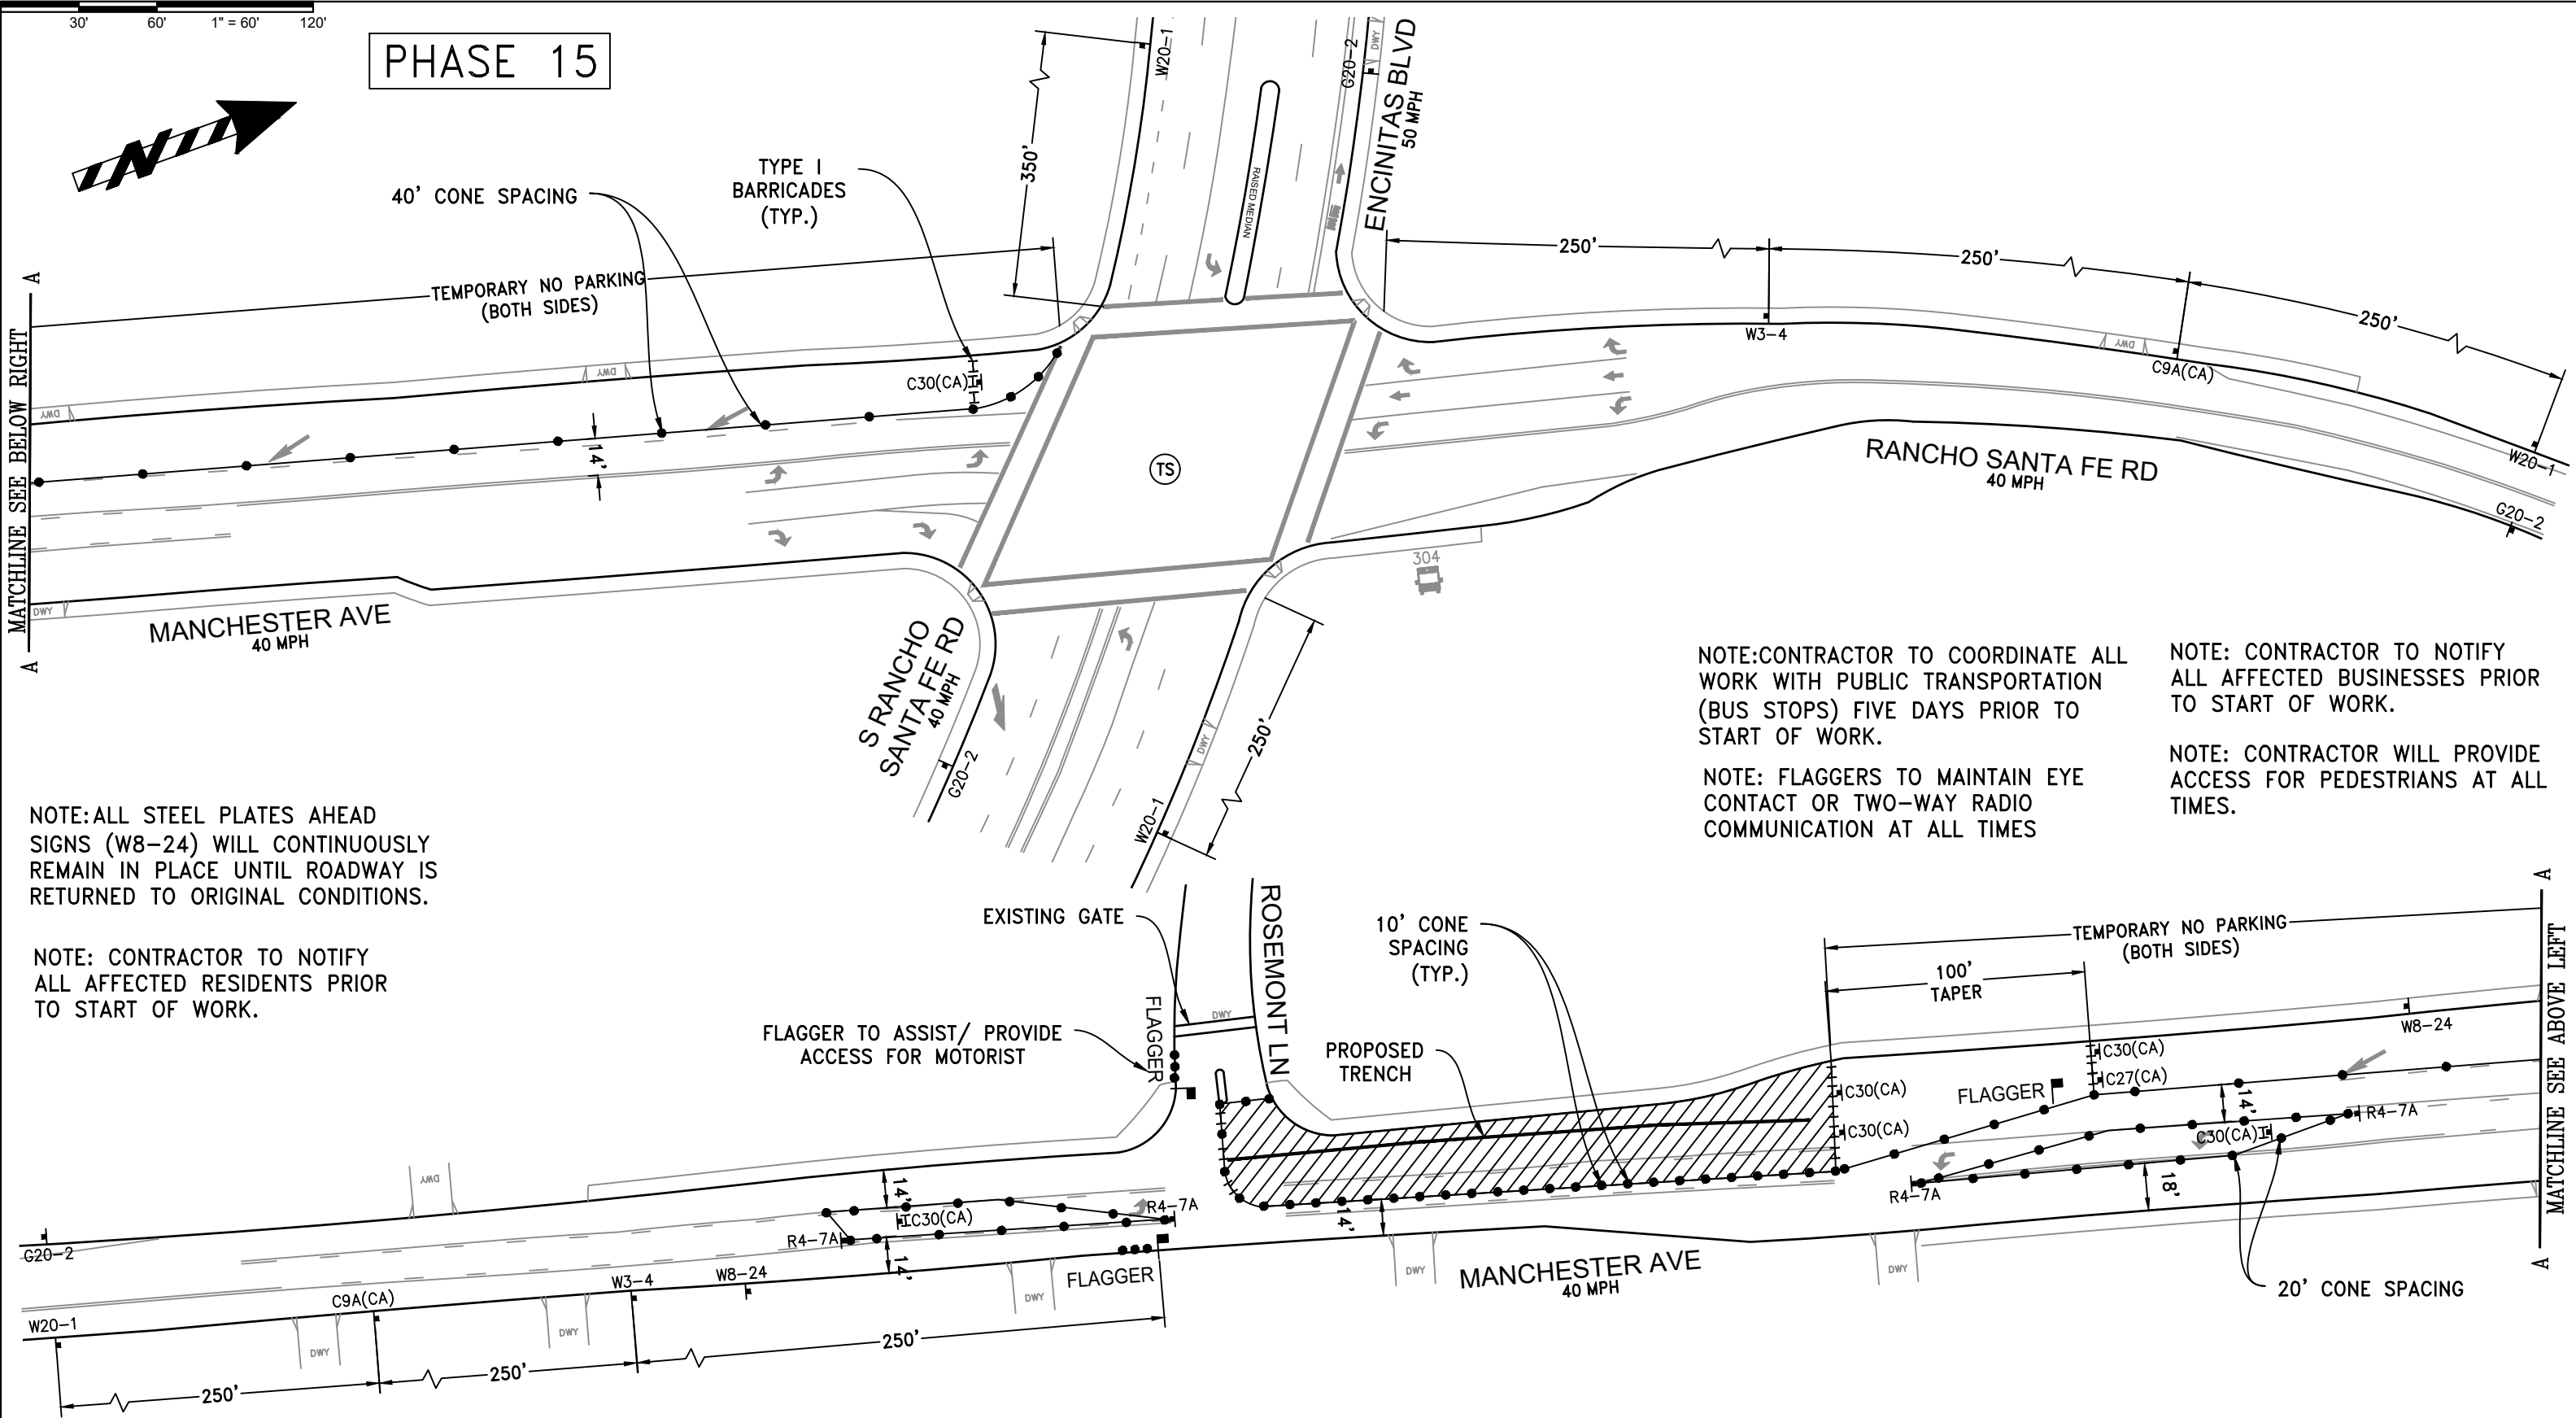 30' 60' 1" = 60' 120'
PHASE 15
N
40' CONE SPACING
TYPE I
BARRICADES
(TYP.)
350'
W20-1
RAISED MEDIAN
G20-2
DWY
ENCINITAS BLVD
50 MPH
250'
250'
250'
W3-4
DWY
C9A(CA)
W20-1
G20-2
RANCHO SANTA FE RD
40 MPH
304
A
MATCHLINE SEE BELOW RIGHT
A
TEMPORARY NO PARKING
(BOTH SIDES)
DWY
DWY
C30(CA)
14'
TS
DWY
MANCHESTER AVE
40 MPH
S RANCHO
SANTA FE RD
40 MPH
G20-2
DWY
250'
W20-1
NOTE:CONTRACTOR TO COORDINATE ALL
WORK WITH PUBLIC TRANSPORTATION
(BUS STOPS) FIVE DAYS PRIOR TO
START OF WORK.
NOTE: FLAGGERS TO MAINTAIN EYE
CONTACT OR TWO-WAY RADIO
COMMUNICATION AT ALL TIMES
NOTE: CONTRACTOR TO NOTIFY
ALL AFFECTED BUSINESSES PRIOR
TO START OF WORK.
NOTE: CONTRACTOR WILL PROVIDE
ACCESS FOR PEDESTRIANS AT ALL
TIMES.
NOTE:ALL STEEL PLATES AHEAD
SIGNS (W8-24) WILL CONTINUOUSLY
REMAIN IN PLACE UNTIL ROADWAY IS
RETURNED TO ORIGINAL CONDITIONS.
NOTE: CONTRACTOR TO NOTIFY
ALL AFFECTED RESIDENTS PRIOR
TO START OF WORK.
EXISTING GATE
ROSEMONT LN
DWY
FLAGGER
FLAGGER TO ASSIST/ PROVIDE
ACCESS FOR MOTORIST
10' CONE
SPACING
(TYP.)
PROPOSED
TRENCH
TEMPORARY NO PARKING
(BOTH SIDES)
100'
TAPER
A
MATCHLINE SEE ABOVE LEFT
A
W8-24
C30(CA)
C27(CA)
FLAGGER
C30(CA)
C30(CA)
14'
R4-7A
C30(CA)
R4-7A
18'
20' CONE SPACING
DWY
14'
C30(CA)
R4-7A
R4-7A
14'
14'
G20-2
C9A(CA)
W3-4
W8-24
FLAGGER
W20-1
DWY
DWY
DWY
DWY
DWY
MANCHESTER AVE
40 MPH
250'
250'
250'